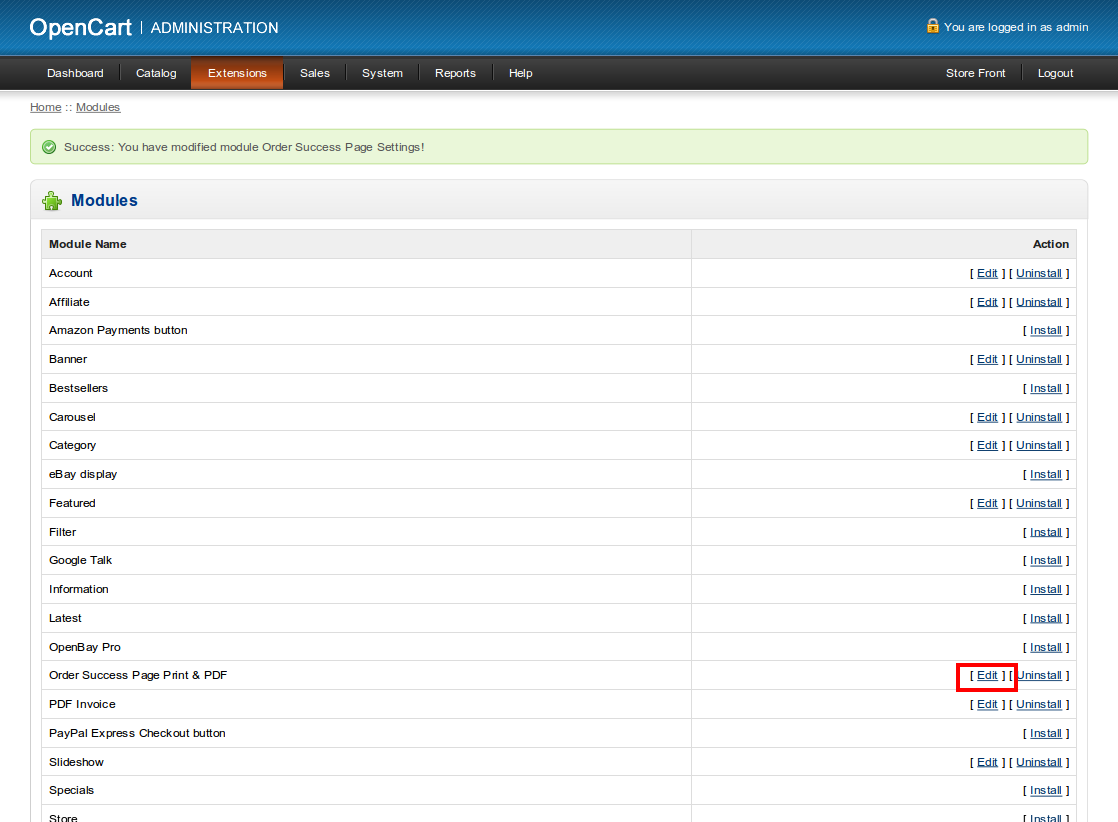 OpenCart | ADMINISTRATION
You are logged in as admin
Dashboard Catalog Extensions Sales System Reports Help Store Front Logout
Home :: Modules
Success: You have modified module Order Success Page Settings!
Modules
Module Name Action
Account [ Edit ] [ Uninstall ]
Affiliate [ Edit ] [ Uninstall ]
Amazon Payments button [ Install ]
Banner [ Edit ] [ Uninstall ]
Bestsellers [ Install ]
Carousel [ Edit ] [ Uninstall ]
Category [ Edit ] [ Uninstall ]
eBay display [ Install ]
Featured [ Edit ] [ Uninstall ]
Filter [ Install ]
Google Talk [ Install ]
Information [ Install ]
Latest [ Install ]
OpenBay Pro [ Install ]
Order Success Page Print & PDF [ Edit ] [ Uninstall ]
PDF Invoice [ Edit ] [ Uninstall ]
PayPal Express Checkout button [ Install ]
Slideshow [ Edit ] [ Uninstall ]
Specials [ Install ]
Store [ Install ]